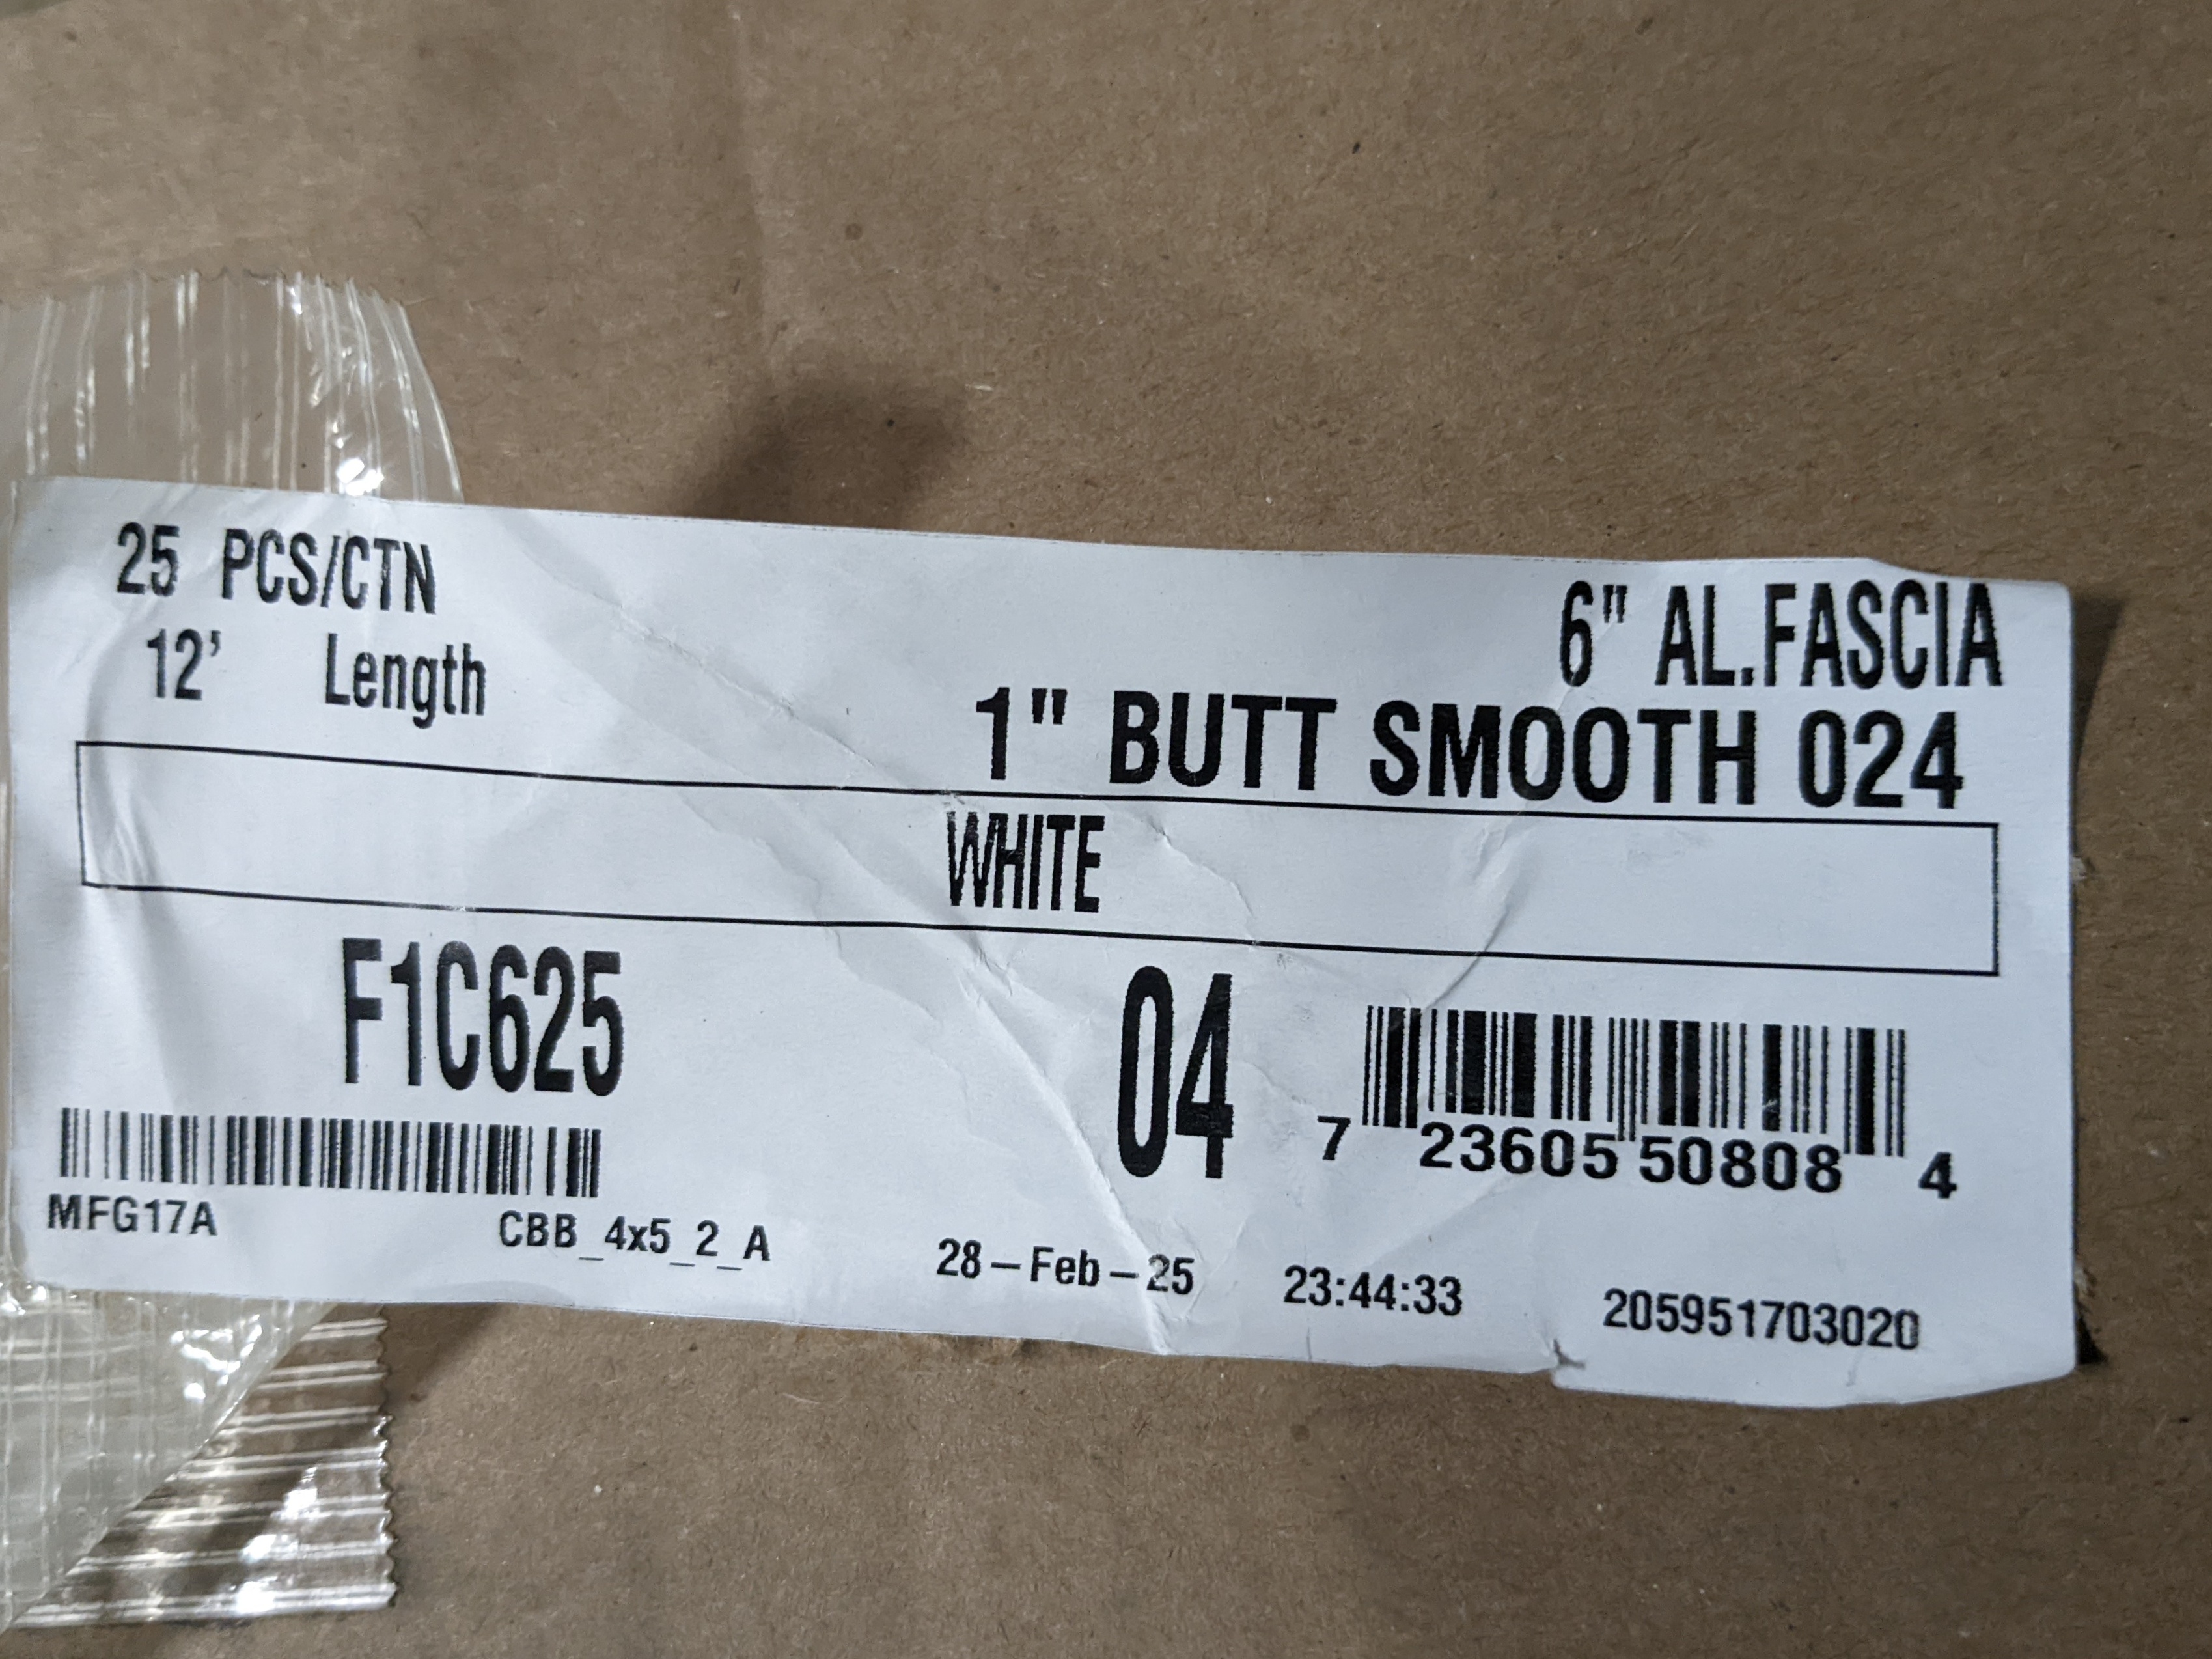 25 PCS/CTN
12' Length
6" AL.FASCIA
1" BUTT SMOOTH 024
WHITE
F1C625
04
7 23605 50808 4
MFG17A
CBB_4x5_2_A
28-Feb-25 23:44:33 205951703020